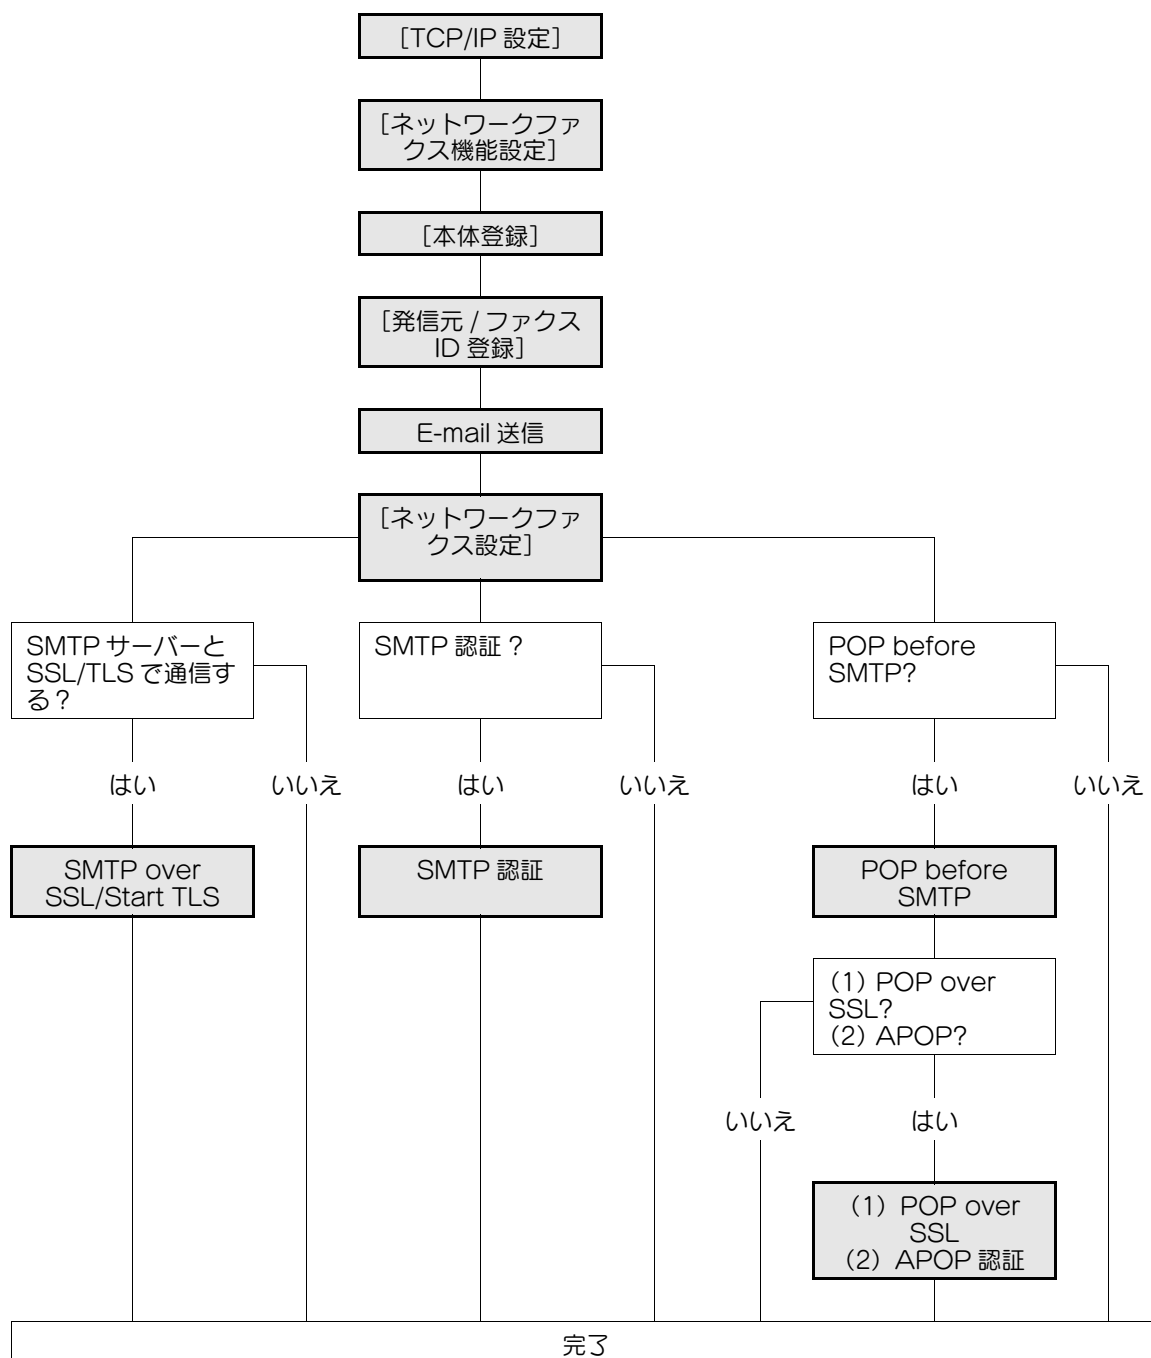 ［TCP/IP 設定］
［ネットワークファ
クス機能設定］
［本体登録］
［発信元 / ファクス
ID 登録］
E-mail 送信
［ネットワークファ
クス設定］
SMTP サーバーと
SSL/TLS で通信す
る？
SMTP 認証？
POP before
SMTP?
はい
いいえ
はい
いいえ
はい
いいえ
SMTP over
SSL/Start TLS
SMTP 認証
POP before
SMTP
（1）POP over
SSL?
（2）APOP?
いいえ
はい
（1）POP over
SSL
（2）APOP 認証
完了